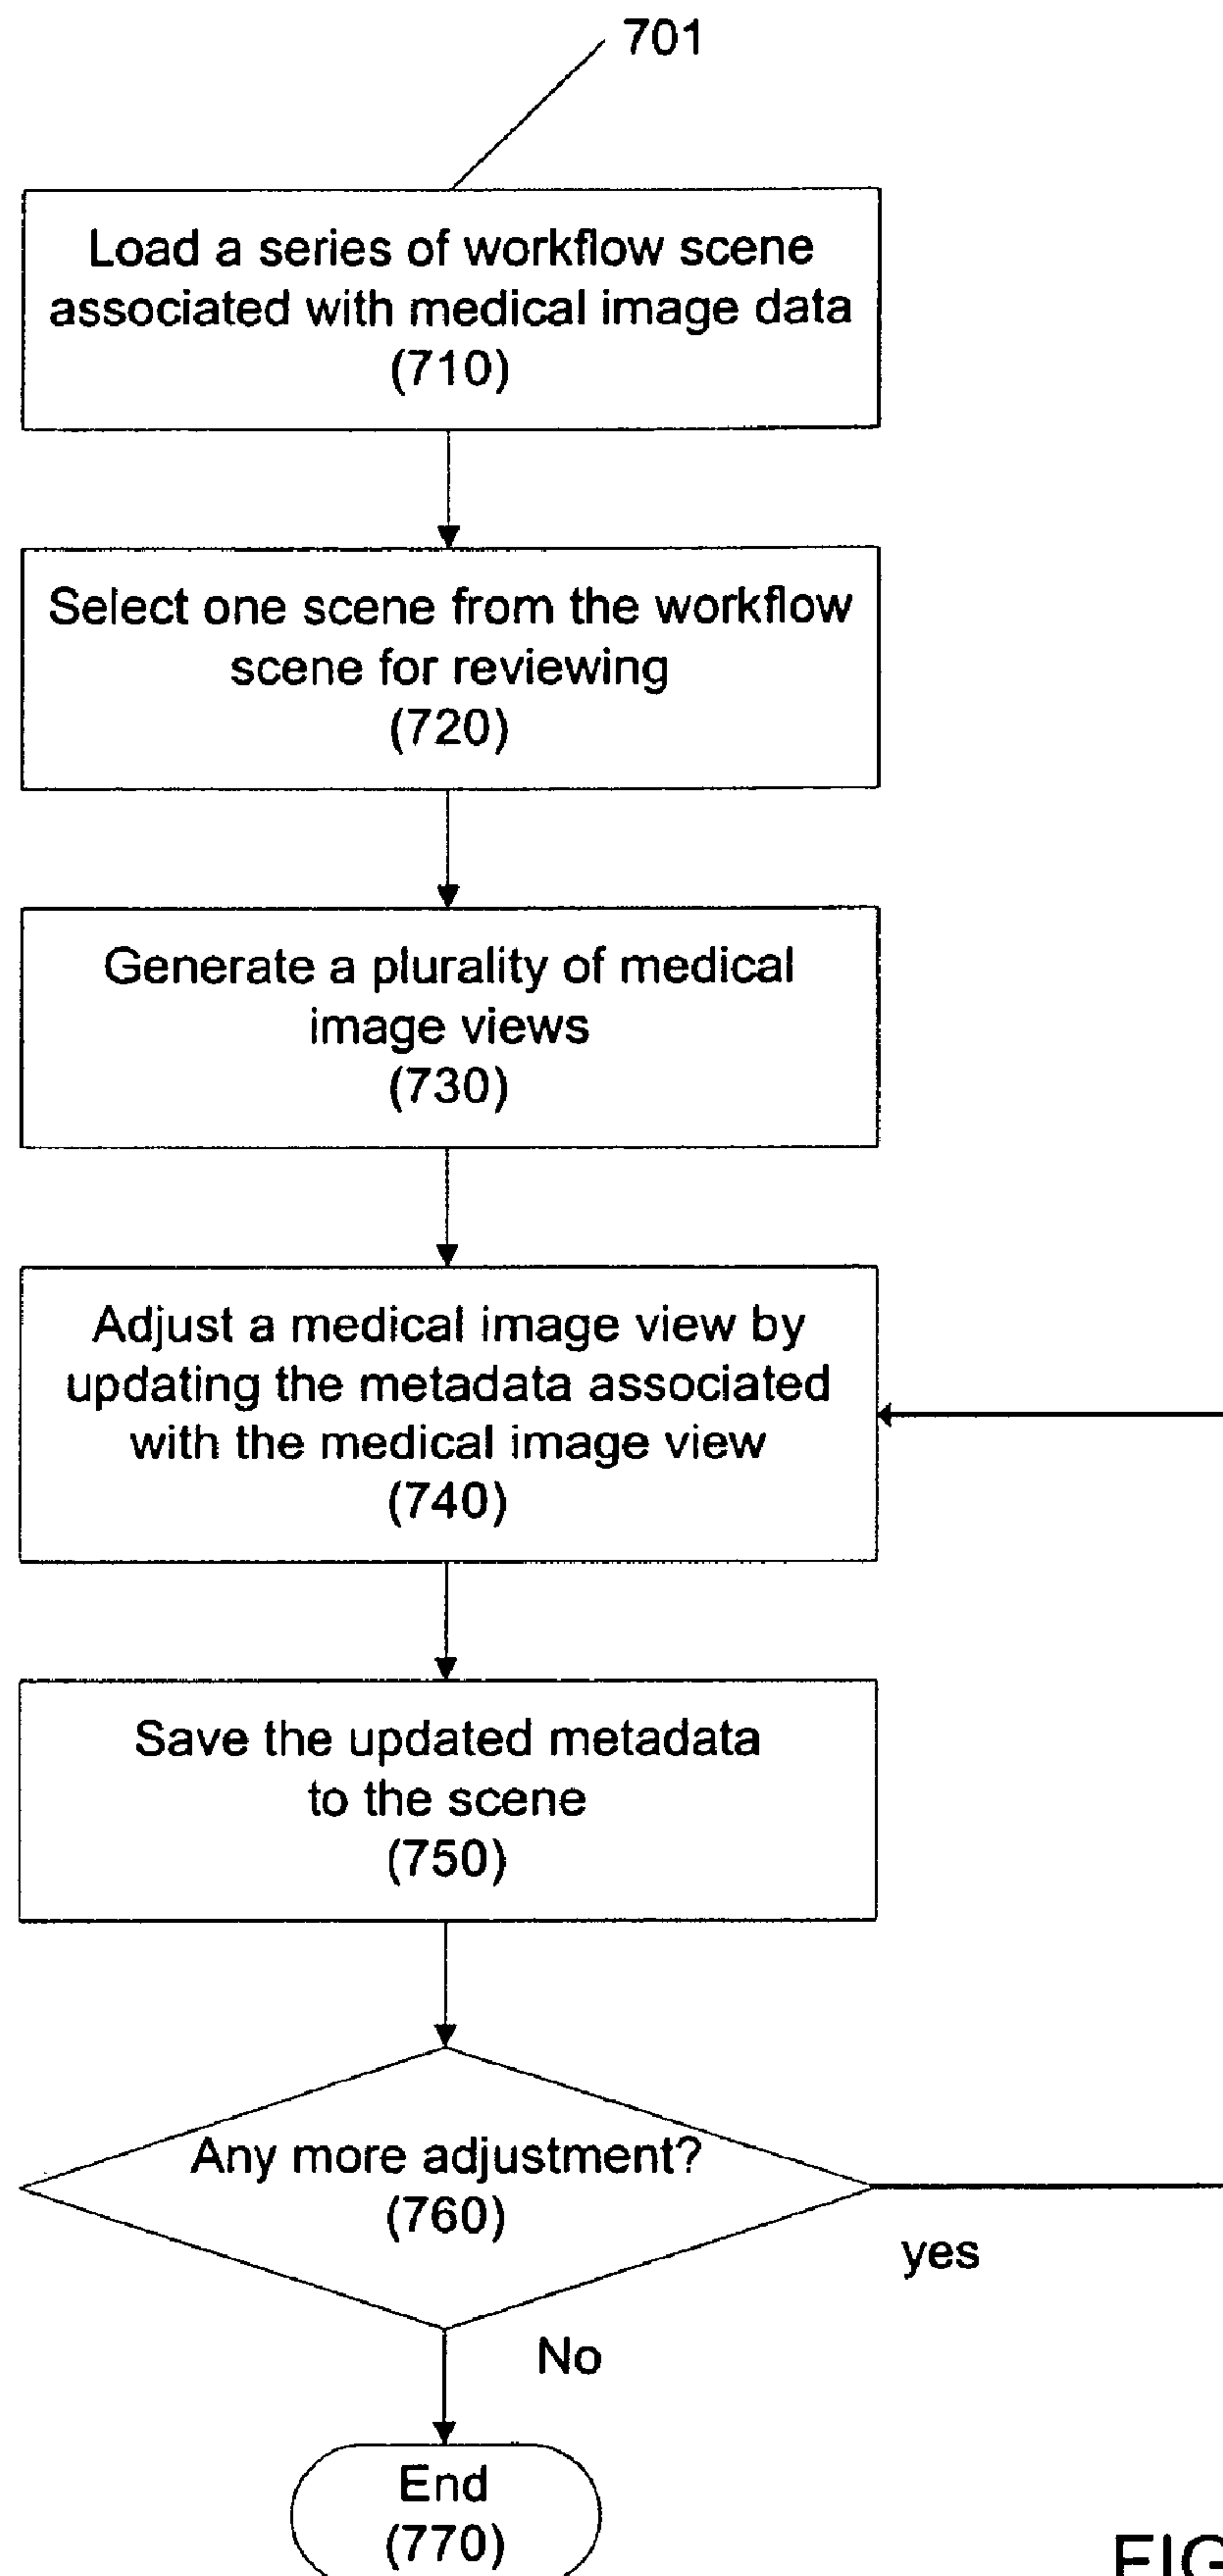 701
Load a series of workflow scene
associated with medical image data
(710)
Select one scene from the workflow
scene for reviewing
(720)
Generate a plurality of medical
image views
(730)
Adjust a medical image view by
updating the metadata associated
with the medical image view
(740)
Save the updated metadata
to the scene
(750)
Any more adjustment?
(760)
yes
No
End
(770)
FIG